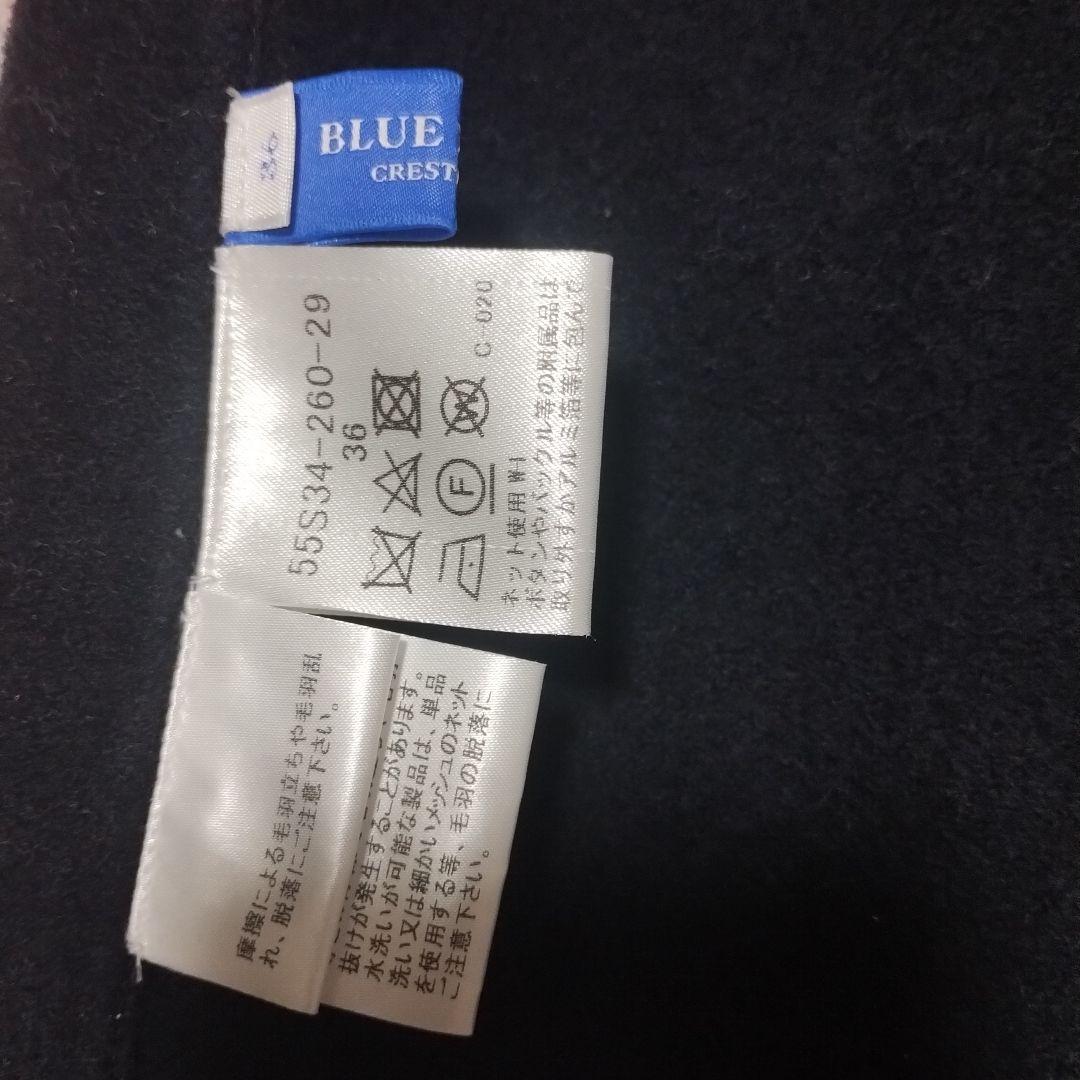 36
BLUE
CREST
55S34-260-29
36
C 020
F
W
ネット使用
ボタンやバックル等の附属品は
取り外すかアルミ箔等に包んで
摩擦による毛羽立ちや毛羽乱
れ、脱落にご注意下さい。
抜けが発生することがあります。
水洗いが可能な製品は、単品
洗い又は細かいメッシュのネット
を使用する等、毛羽の脱落に
ご注意下さい。